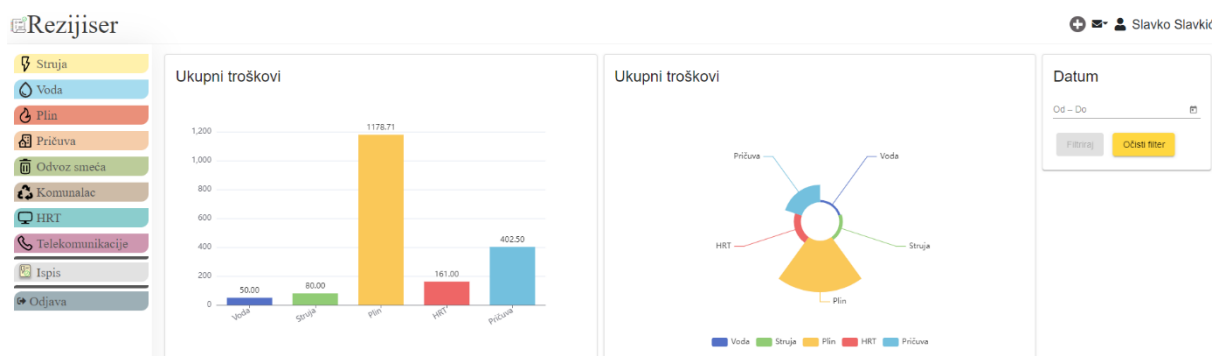 Rezijiser
Slavko Slavkić
Struja
Voda
Plin
Pričuva
Odvoz smeća
Komunalac
HRT
Telekomunikacije
Ispis
Odjava
Ukupni troškovi
1,200
1,000
800
600
400
200
0
50.00
80.00
1178.71
161.00
402.50
Voda
Struja
Plin
HRT
Pričuva
Ukupni troškovi
Pričuva
Voda
HRT
Struja
Plin
Voda Struja Plin HRT Pričuva
Datum
Od – Do
Filtriraj Očisti filter